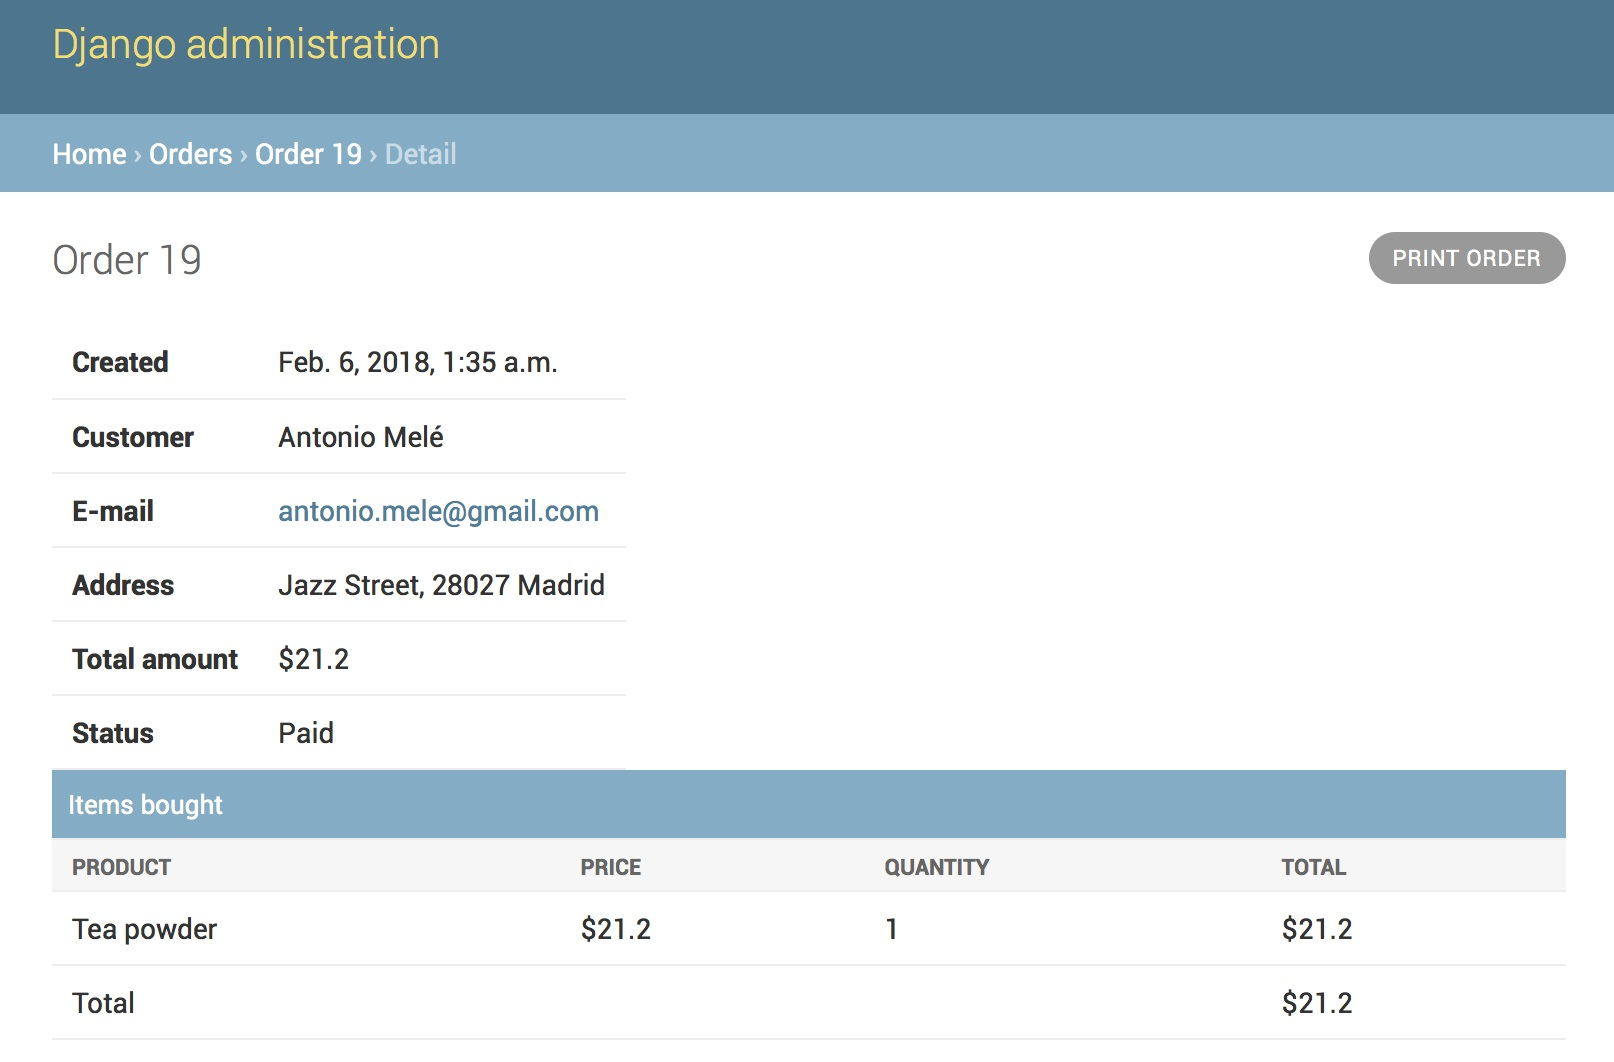 Django administration
Home › Orders › Order 19 › Detail
Order 19
PRINT ORDER
Created Feb. 6, 2018, 1:35 a.m.
Customer Antonio Melé
E-mail antonio.mele@gmail.com
Address Jazz Street, 28027 Madrid
Total amount $21.2
Status Paid
Items bought
PRODUCT PRICE QUANTITY TOTAL
Tea powder $21.2 1 $21.2
Total $21.2